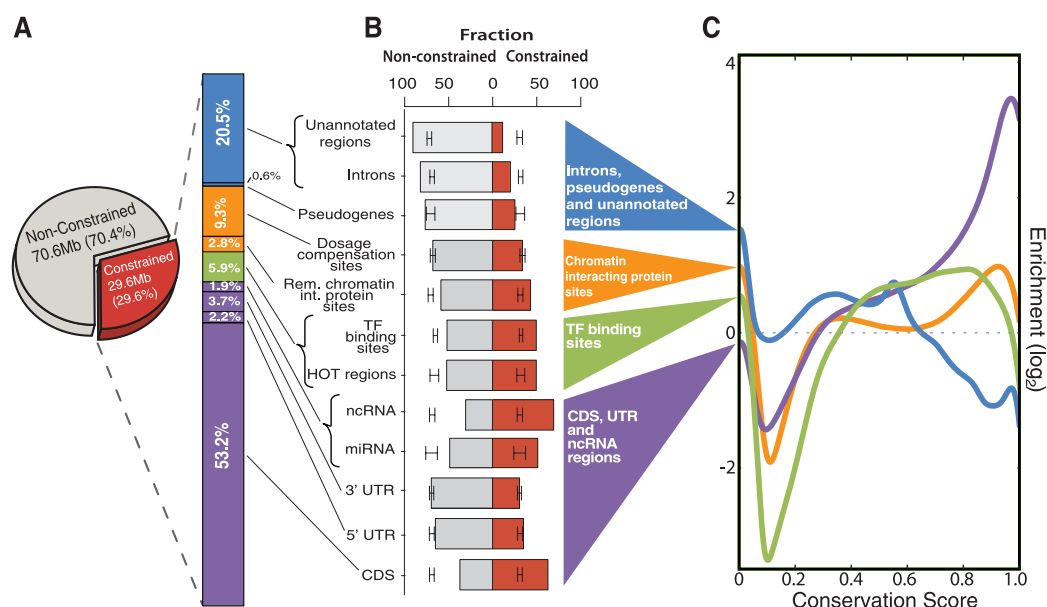 A
Non-Constrained
70.6Mb (70.4%)
Constrained
29.6Mb
(29.6%)
20.5%
0.6%
9.3%
2.8%
5.9%
1.9%
3.7%
2.2%
53.2%
B
Fraction
Non-constrained Constrained
100 50 0 50 100
Unannotated
regions
Introns
Pseudogenes
Dosage
compensation
sites
Rem. chromatin
int. protein
sites
TF
binding
sites
HOT regions
ncRNA
miRNA
3' UTR
5' UTR
CDS
Introns,
pseudogenes
and unannotated
regions
Chromatin
interacting protein
sites
TF binding
sites
CDS, UTR
and
ncRNA
regions
C
4
2
0
-2
0 0.2 0.4 0.6 0.8 1.0
Conservation Score
Enrichment (log2)